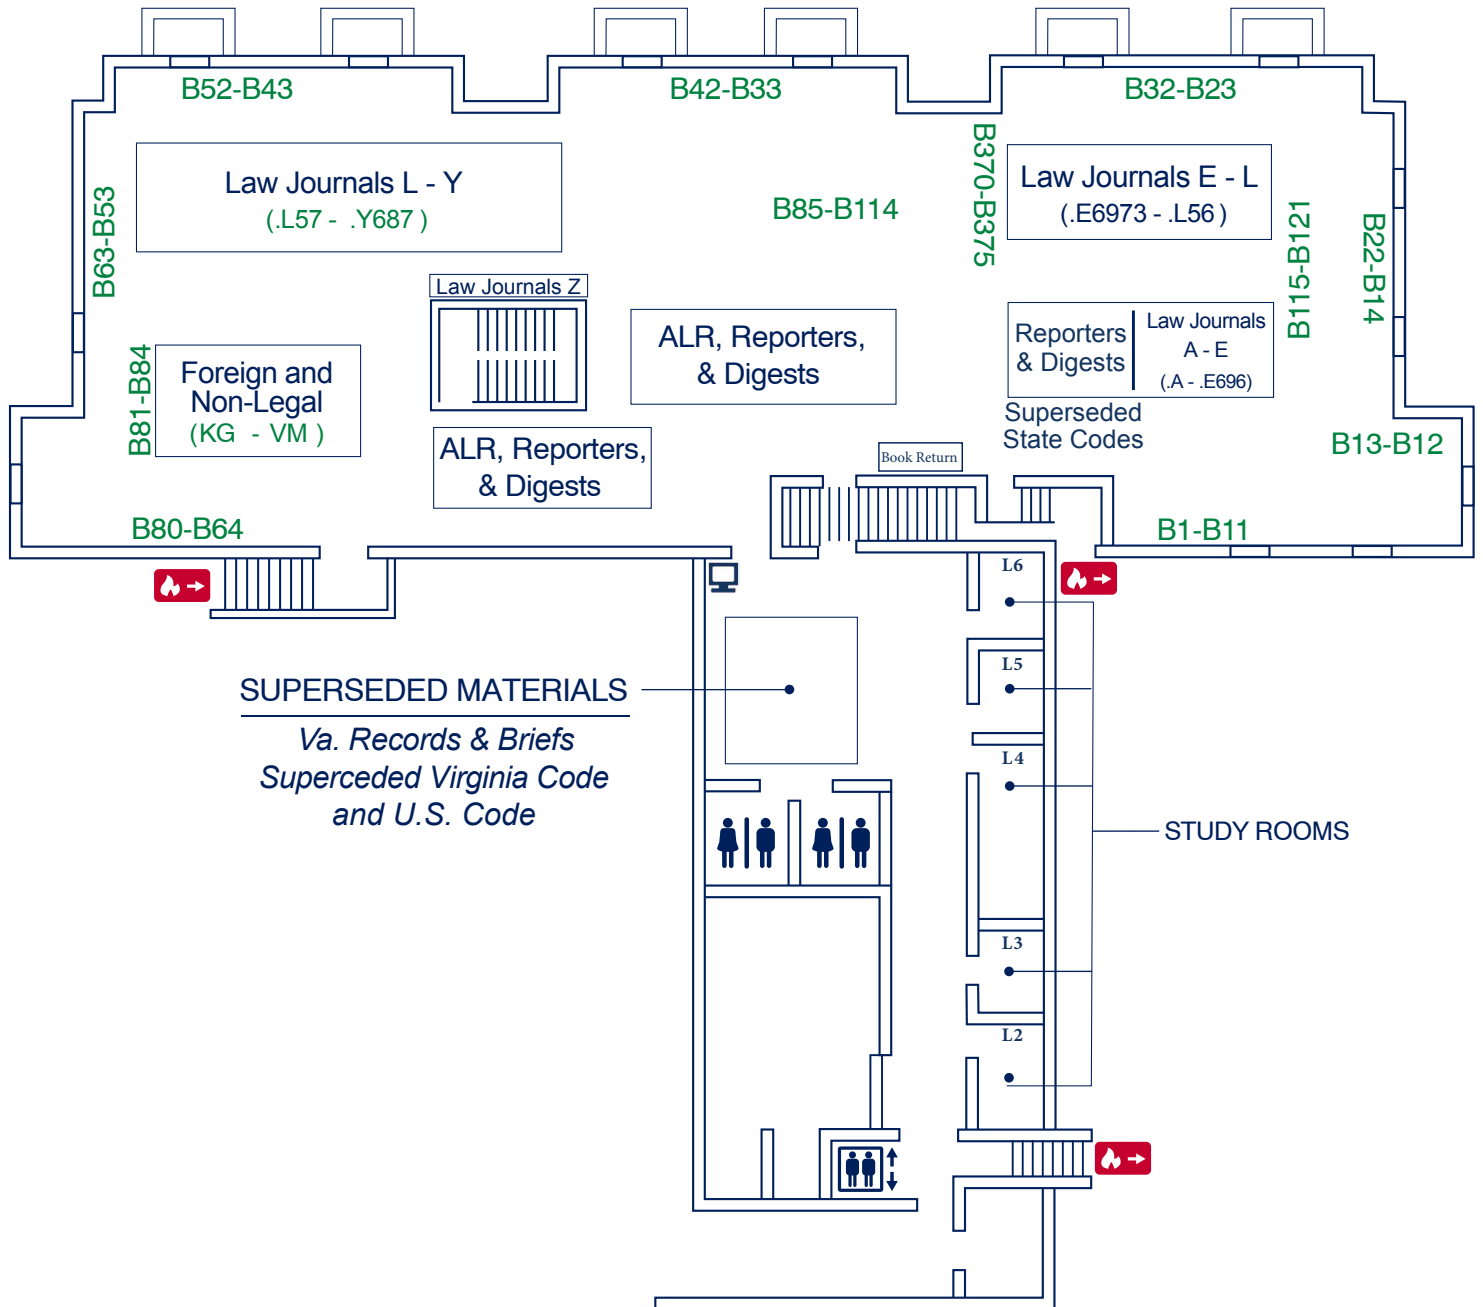 B52-B43
B42-B33
B32-B23
B63-B53
Law Journals L - Y
(.L57 - .Y687 )
B85-B114
B370-B375
Law Journals E - L
(.E6973 - .L56 )
B115-B121
B22-B14
Law Journals Z
B81-B84
Foreign and
Non-Legal
(KG - VM )
ALR, Reporters,
& Digests
Reporters
& Digests
Law Journals
A - E
(.A - .E696)
Superseded
State Codes
B13-B12
ALR, Reporters,
& Digests
Book Return
B80-B64
B1-B11
L6
L5
SUPERSEDED MATERIALS
Va. Records & Briefs
Superceded Virginia Code
and U.S. Code
L4
STUDY ROOMS
L3
L2